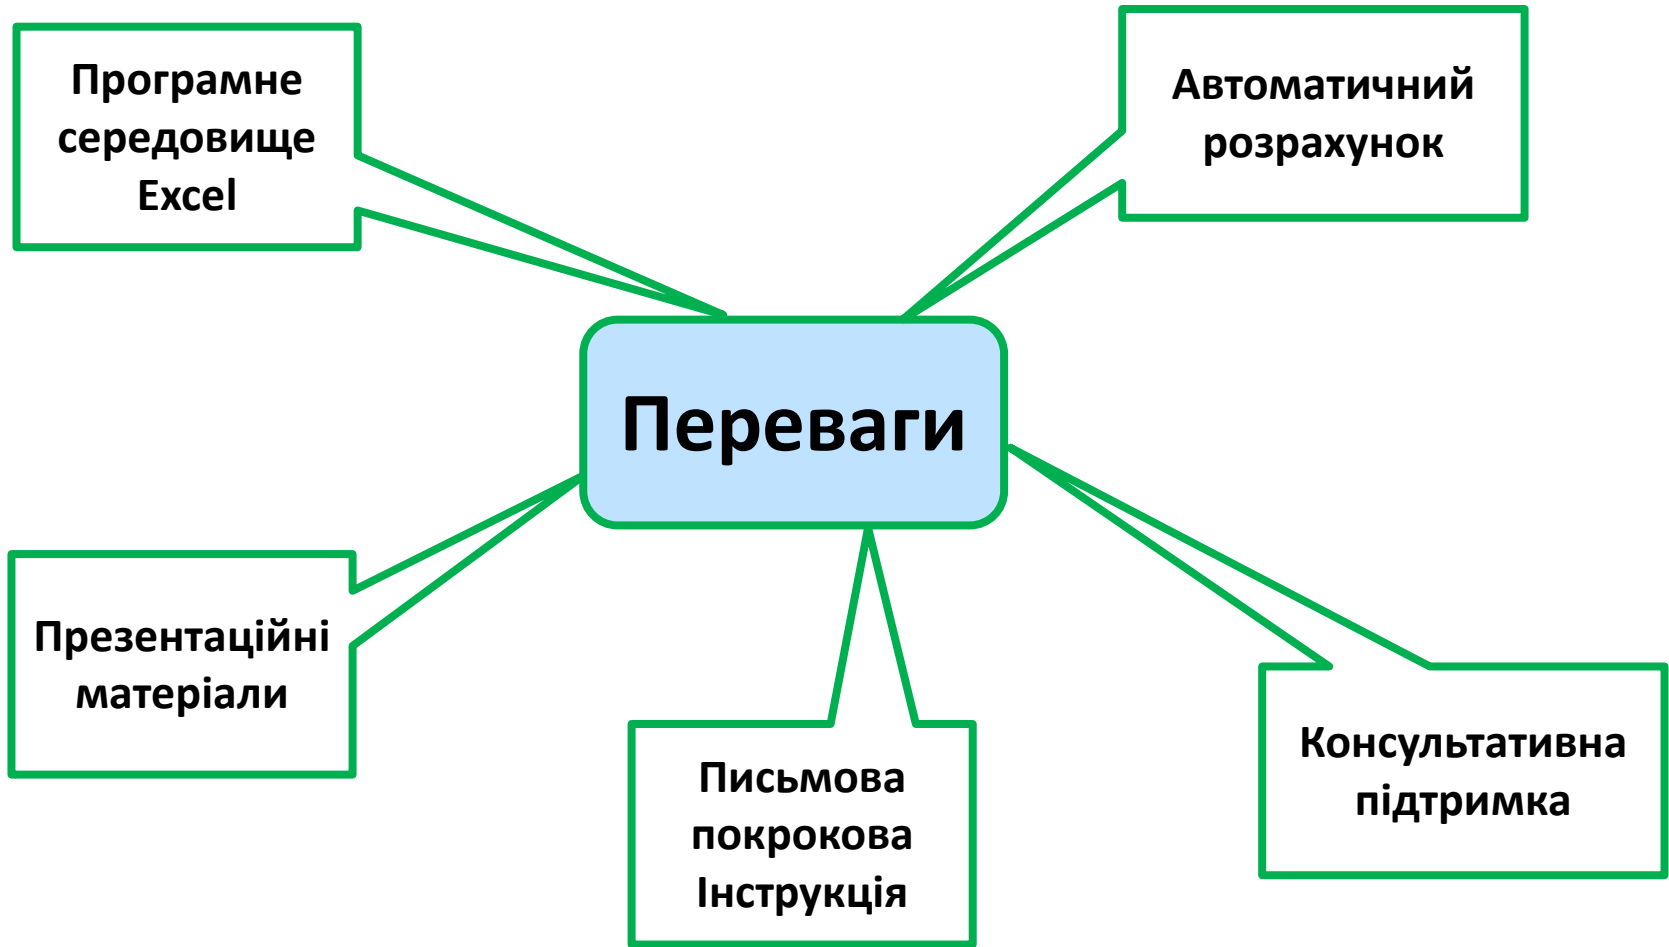 Програмне
середовище
Excel
Автоматичний
розрахунок
Переваги
Презентаційні
матеріали
Письмова
покрокова
Інструкція
Консультативна
підтримка